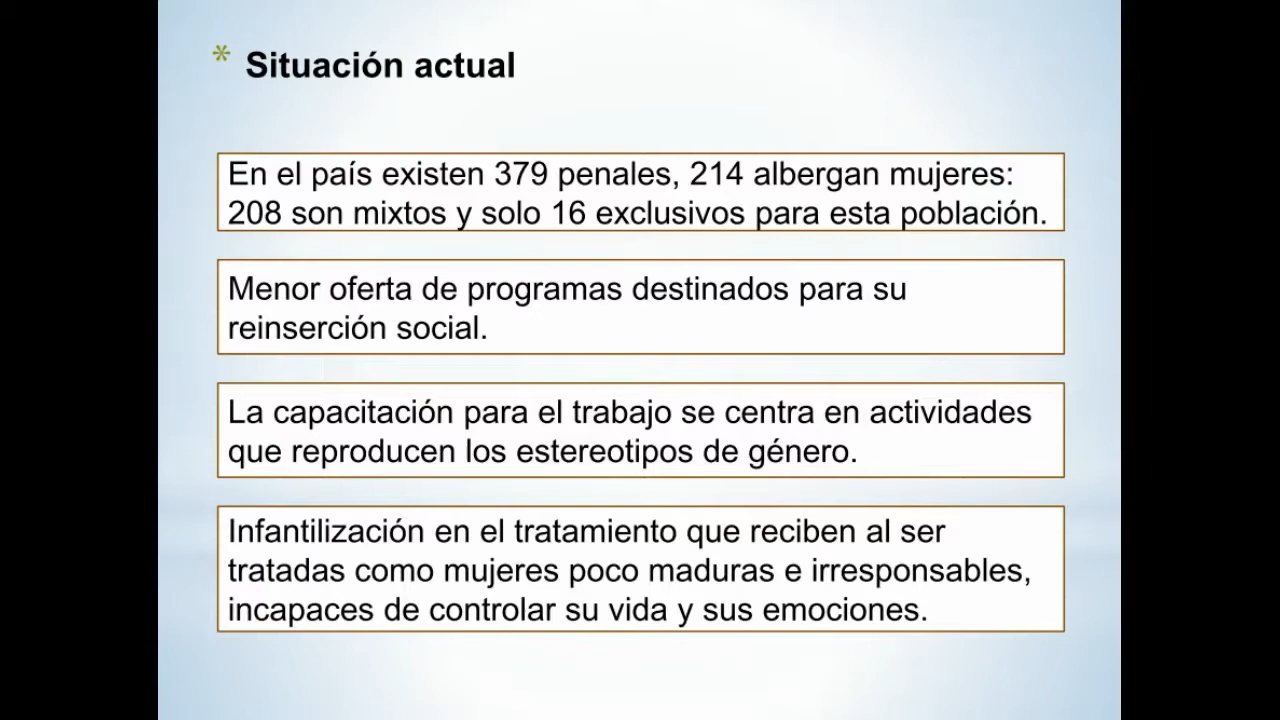 * Situación actual
En el país existen 379 penales, 214 albergan mujeres:
208 son mixtos y solo 16 exclusivos para esta población.
Menor oferta de programas destinados para su
reinserción social.
La capacitación para el trabajo se centra en actividades
que reproducen los estereotipos de género.
Infantilización en el tratamiento que reciben al ser
tratadas como mujeres poco maduras e irresponsables,
incapaces de controlar su vida y sus emociones.